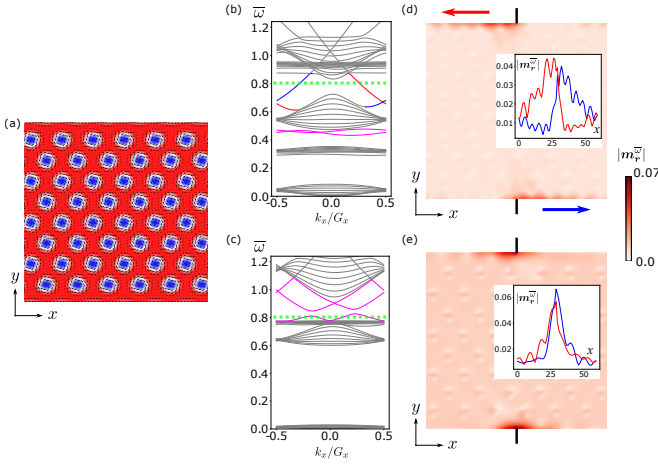 (a)
y
x
(b)
ω̅
1.2
1.0
0.8
0.6
0.4
0.2
0.0
-0.5
0.0
0.5
k_x/G_x
(c)
ω̅
1.2
1.0
0.8
0.6
0.4
0.2
0.0
-0.5
0.0
0.5
k_x/G_x
(d)
|m_r^ω̅|
0.04
0.03
0.02
0.01
x
0
25
50
y
x
|m_r^ω̅|
0.07
0.0
(e)
|m_r^ω̅|
0.06
0.04
0.02
x
0
25
50
y
x